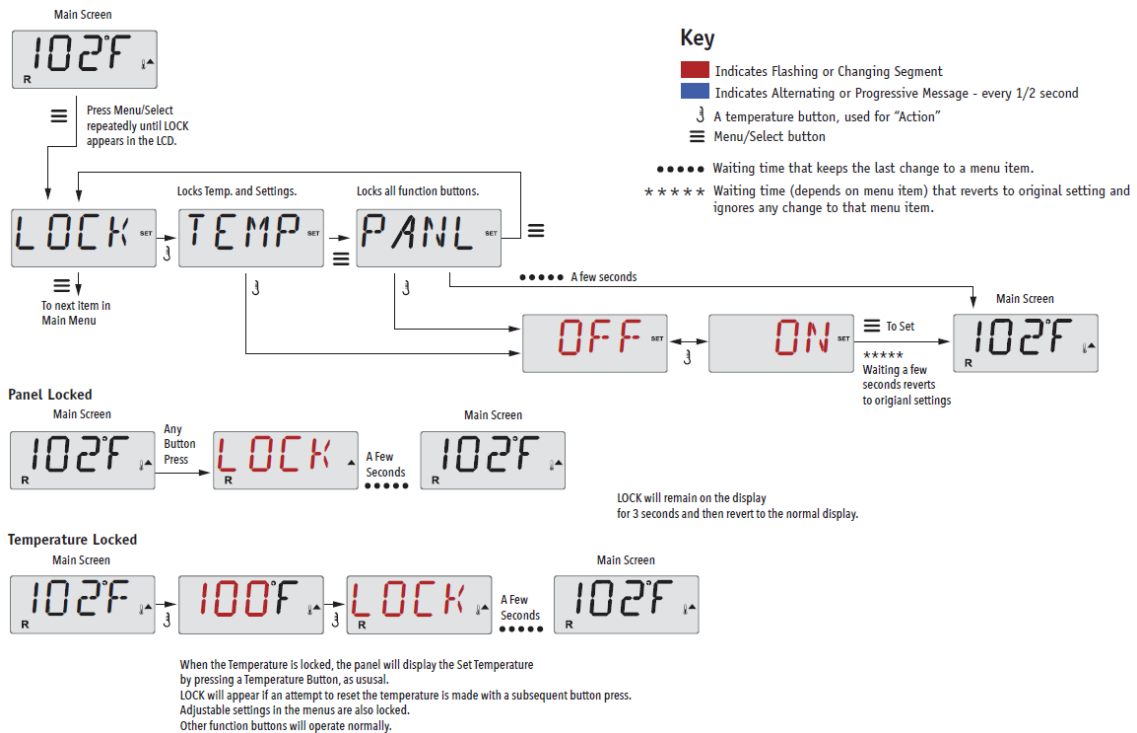 Main Screen
102°F
R
Press Menu/Select
repeatedly until LOCK
appears in the LCD.
Key
Indicates Flashing or Changing Segment
Indicates Alternating or Progressive Message - every 1/2 second
A temperature button, used for “Action”
Menu/Select button
••••• Waiting time that keeps the last change to a menu item.
***** Waiting time (depends on menu item) that reverts to original setting and
ignores any change to that menu item.
Locks Temp. and Settings.
Locks all function buttons.
LOCK SET
TEMP SET
PANL SET
To next item in
Main Menu
••••• A few seconds
OFF SET
ON SET
To Set
*****
Waiting a few
seconds reverts
to origianl settings
Main Screen
102°F
R
Panel Locked
Main Screen
102°F
R
Any
Button
Press
LOCK
R
A Few
Seconds
•••••
Main Screen
102°F
R
LOCK will remain on the display
for 3 seconds and then revert to the normal display.
Temperature Locked
Main Screen
102°F
R
100°F
LOCK
R
A Few
Seconds
•••••
Main Screen
102°F
R
When the Temperature is locked, the panel will display the Set Temperature
by pressing a Temperature Button, as ususal.
LOCK will appear if an attempt to reset the temperature is made with a subsequent button press.
Adjustable settings in the menus are also locked.
Other function buttons will operate normally.